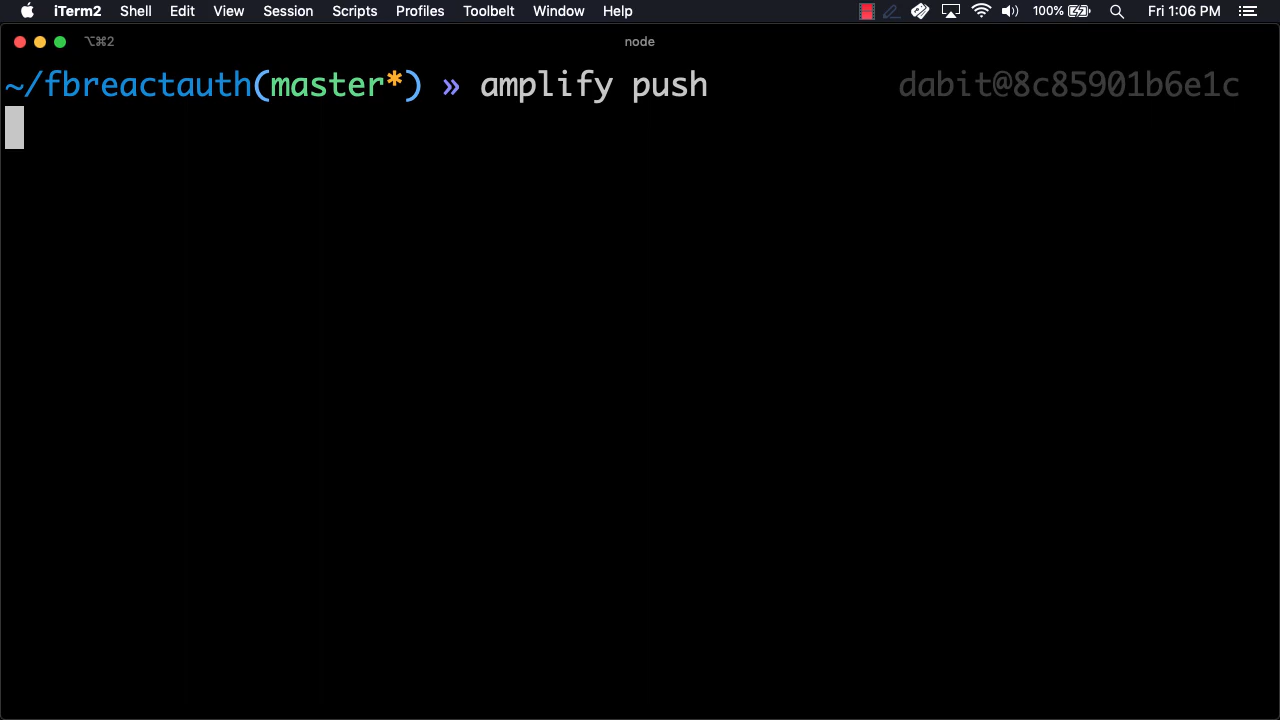 iTerm2 Shell Edit View Session Scripts Profiles Toolbelt Window Help 100% Fri 1:06 PM
⌥⌘2 node
~/fbreactauth(master*) » amplify push dabit@8c85901b6e1c